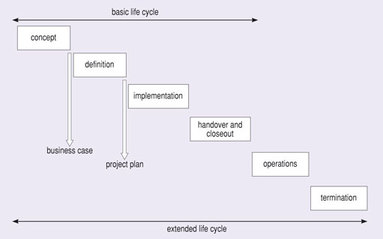 basic life cycle
concept
definition
implementation
handover and
closeout
business case
project plan
operations
termination
extended life cycle